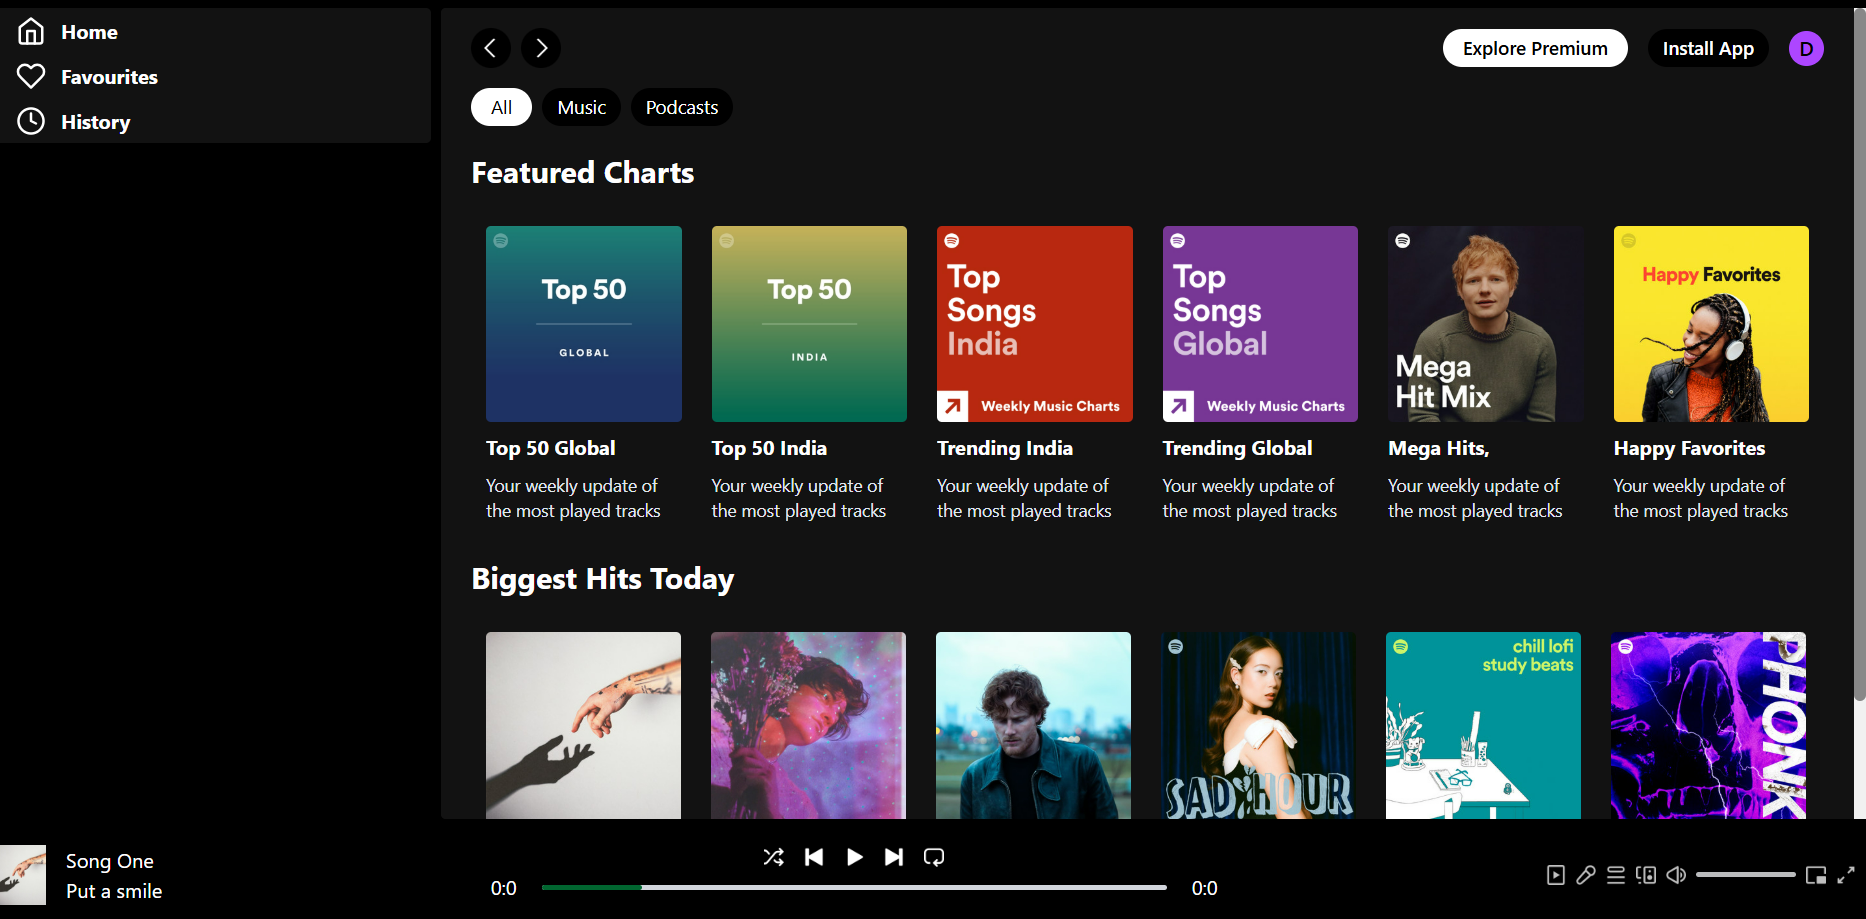 Home
Favourites
History
Explore Premium
Install App
D
All
Music
Podcasts
Featured Charts
Top 50
GLOBAL
Top 50
INDIA
Top
Songs
India
Weekly Music Charts
Top
Songs
Global
Weekly Music Charts
Mega
Hit Mix
Happy Favorites
Top 50 Global
Your weekly update of
the most played tracks
Top 50 India
Your weekly update of
the most played tracks
Trending India
Your weekly update of
the most played tracks
Trending Global
Your weekly update of
the most played tracks
Mega Hits,
Your weekly update of
the most played tracks
Happy Favorites
Your weekly update of
the most played tracks
Biggest Hits Today
SAD HOUR
chill lofi
study beats
PHONK
Song One
Put a smile
0:0
0:0